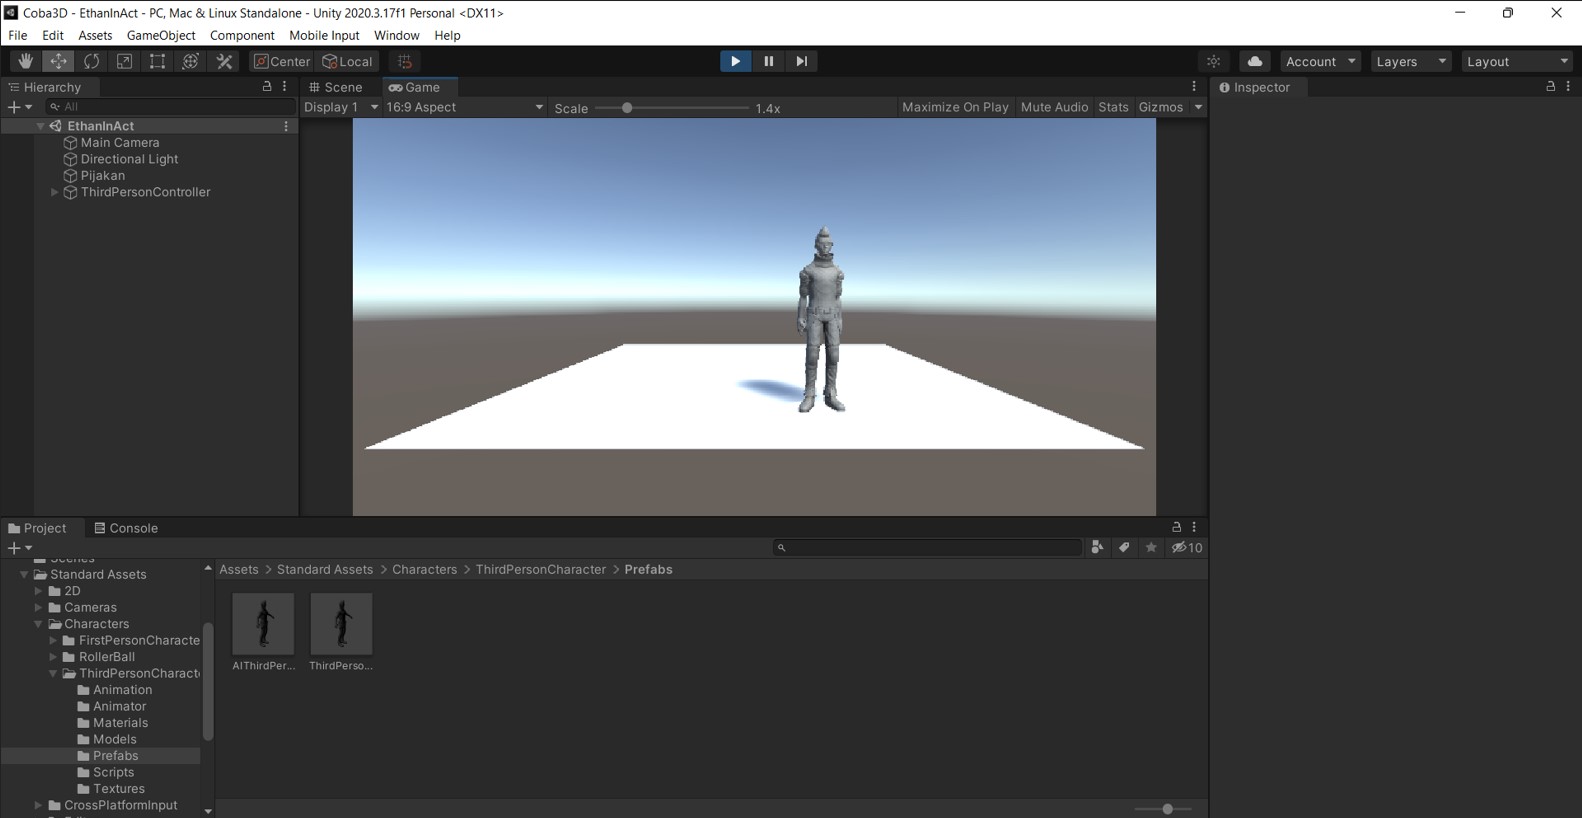 Coba3D - EthanInAct - PC, Mac & Linux Standalone - Unity 2020.3.17f1 Personal <DX11>
File Edit Assets GameObject Component Mobile Input Window Help
Center Local Account Layers Layout
Hierarchy
All
EthanInAct
Main Camera
Directional Light
Pijakan
ThirdPersonController
Scene Game
Display 1 16:9 Aspect Scale 1.4x Maximize On Play Mute Audio Stats Gizmos
Inspector
Project Console
10
Scenes
Standard Assets
2D
Cameras
Characters
FirstPersonCharacte
RollerBall
ThirdPersonCharact
Animation
Animator
Materials
Models
Prefabs
Scripts
Textures
CrossPlatformInput
Assets > Standard Assets > Characters > ThirdPersonCharacter > Prefabs
AIThirdPer... ThirdPerso...